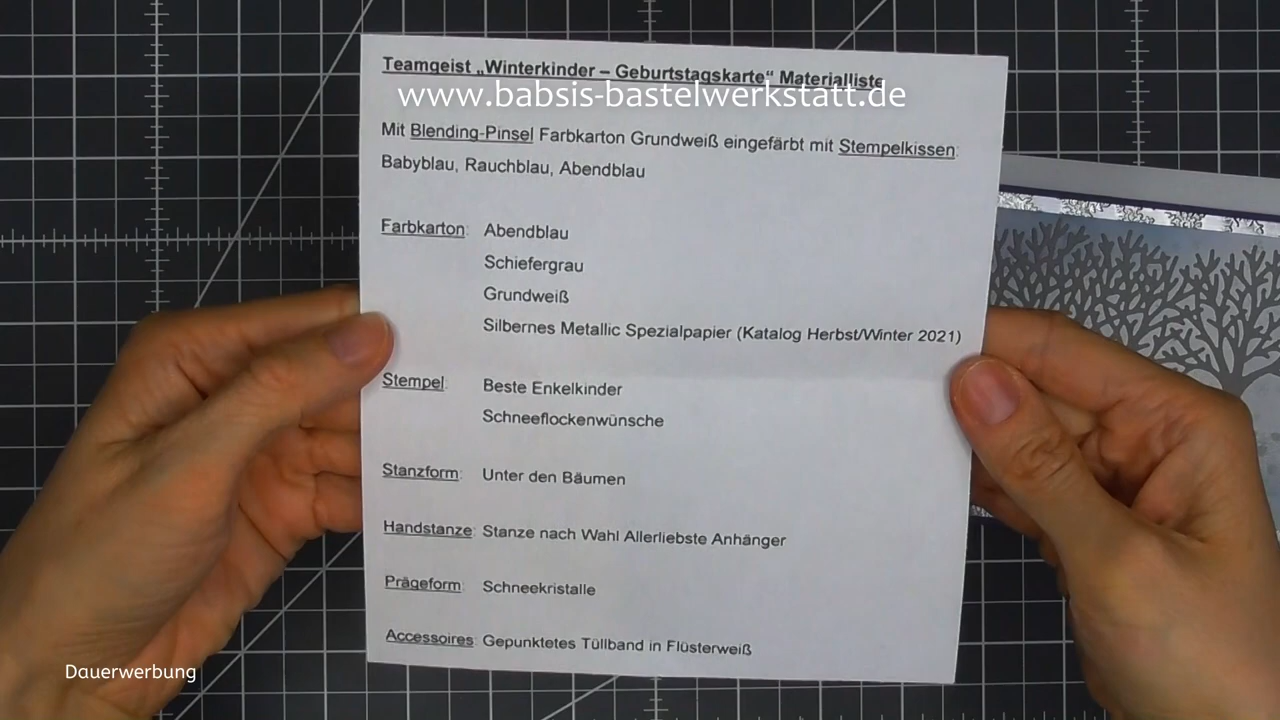 Teamgeist „Winterkinder – Geburtstagskarte“ Materialliste
www.babsis-bastelwerkstatt.de
Mit Blending-Pinsel Farbkarton Grundweiß eingefärbt mit Stempelkissen:
Babyblau, Rauchblau, Abendblau
Farbkarton: Abendblau
Schiefergrau
Grundweiß
Silbernes Metallic Spezialpapier (Katalog Herbst/Winter 2021)
Stempel: Beste Enkelkinder
Schneeflockenwünsche
Stanzform: Unter den Bäumen
Handstanze: Stanze nach Wahl Allerliebste Anhänger
Prägeform: Schneekristalle
Accessoires: Gepunktetes Tüllband in Flüsterweiß
Dauerwerbung